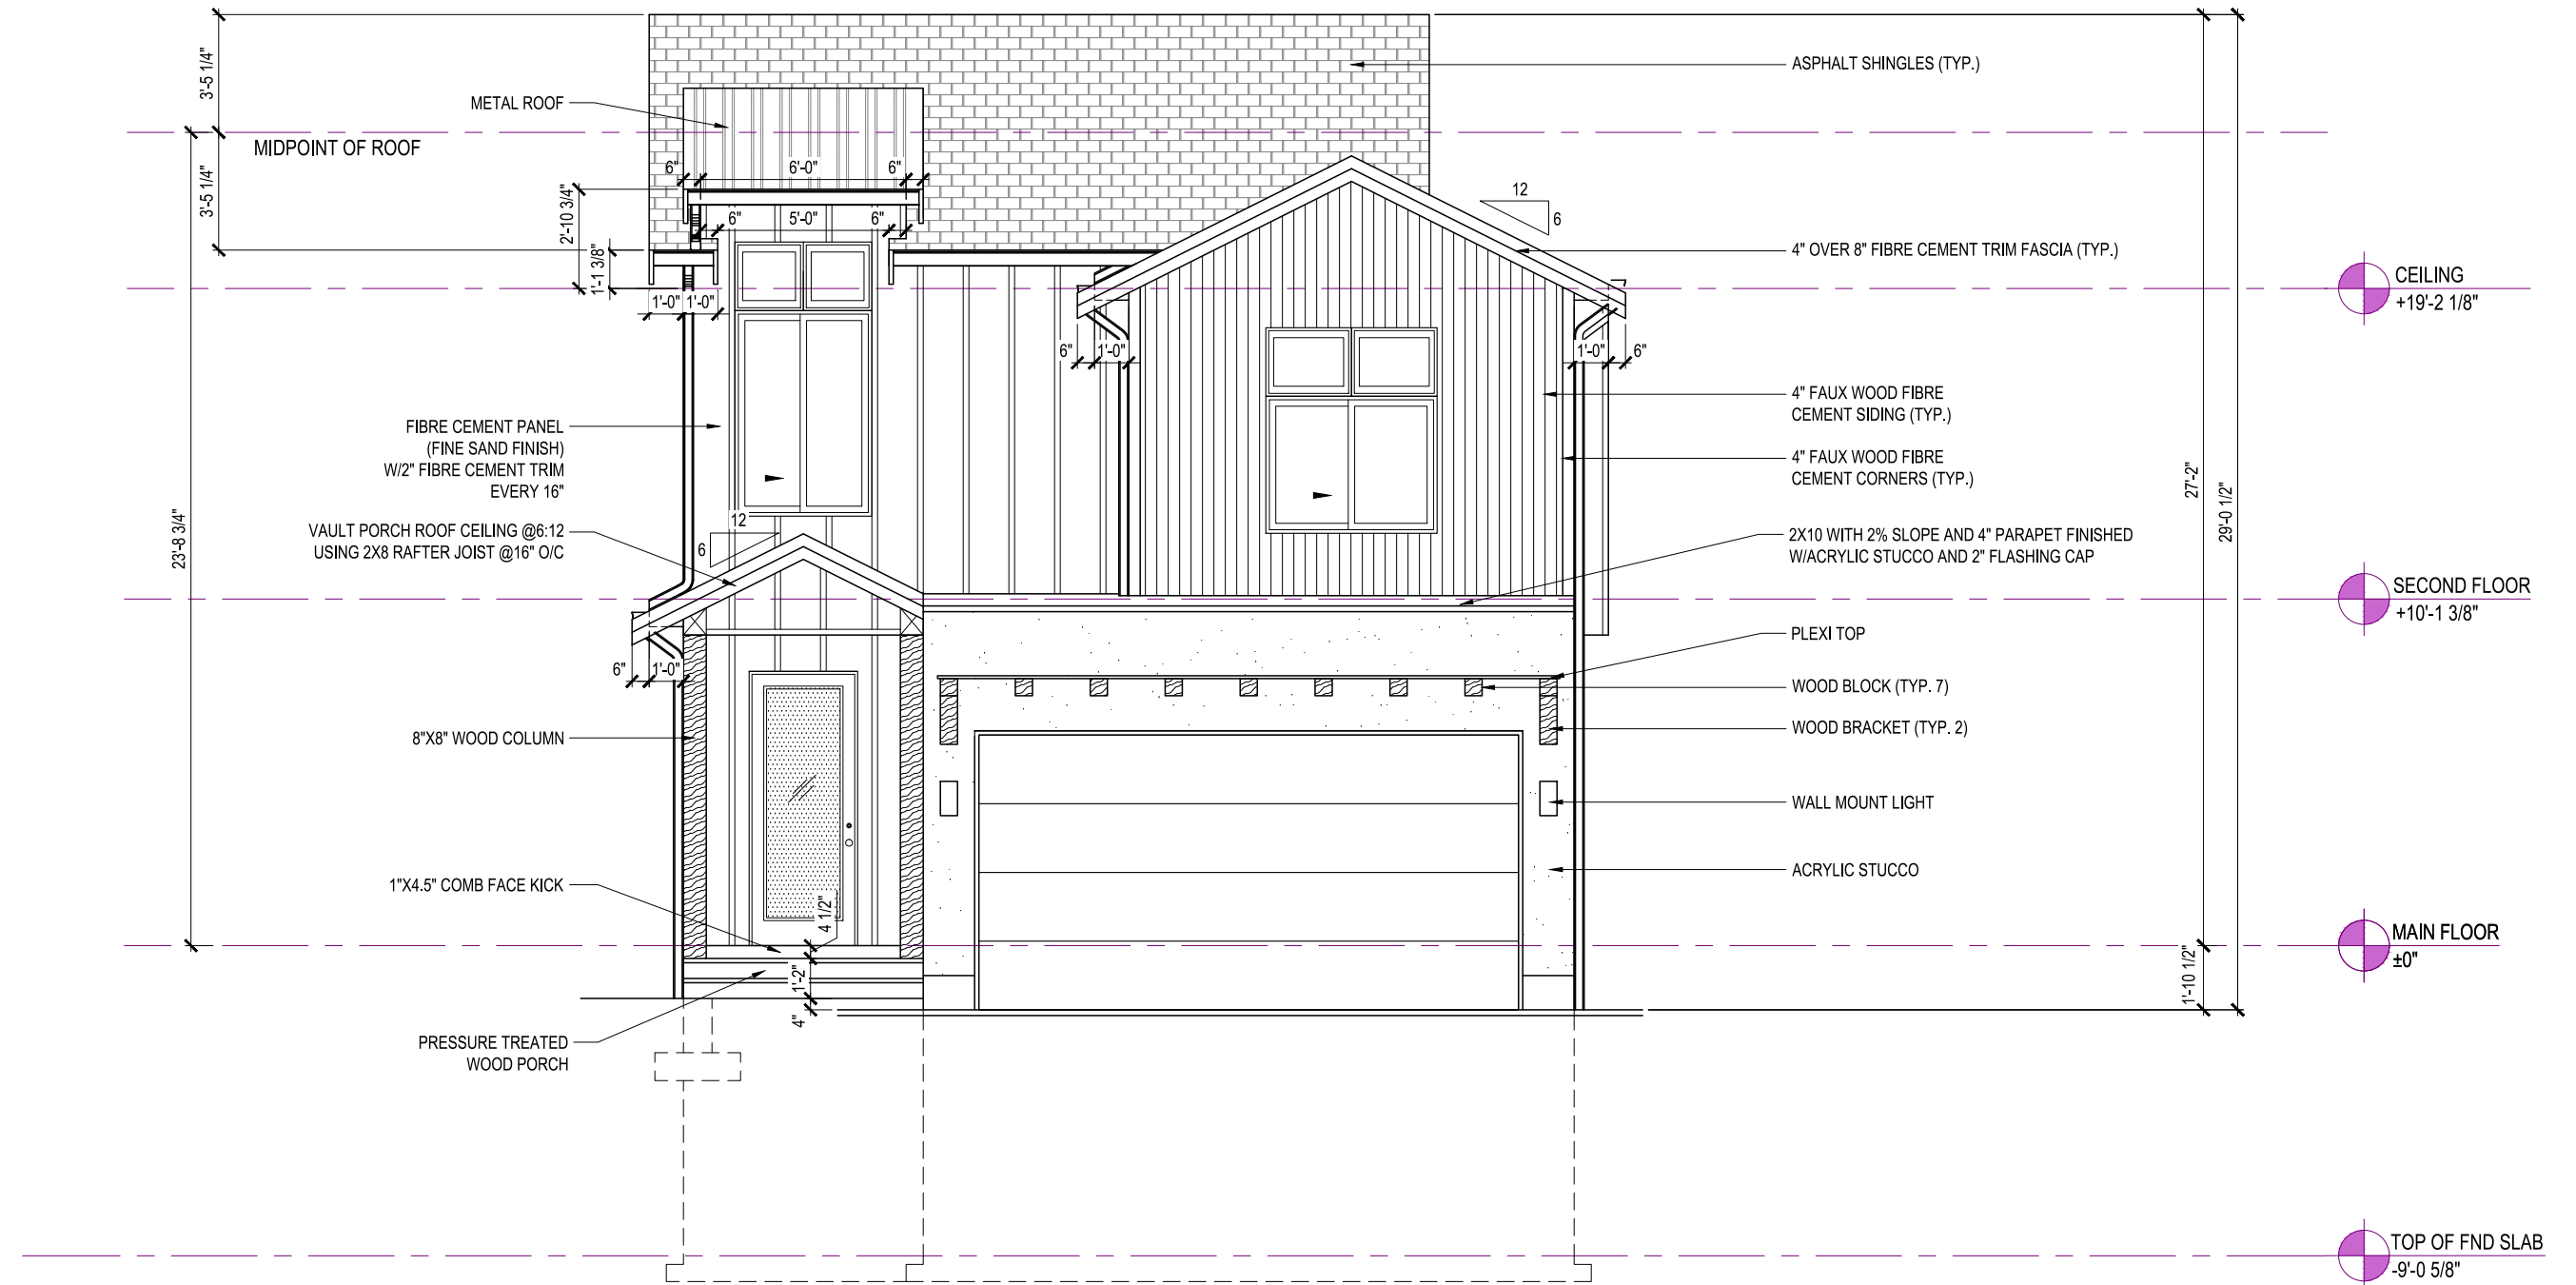 3'-5 1/4"
ASPHALT SHINGLES (TYP.)
METAL ROOF
MIDPOINT OF ROOF
6"
6'-0"
6"
3'-5 1/4"
2'-10 3/4"
12
6
6"
5'-0"
6"
4" OVER 8" FIBRE CEMENT TRIM FASCIA (TYP.)
1'-1 3/8"
CEILING
+19'-2 1/8"
1'-0"
1'-0"
6"
1'-0"
1'-0"
6"
4" FAUX WOOD FIBRE
CEMENT SIDING (TYP.)
FIBRE CEMENT PANEL
(FINE SAND FINISH)
W/2" FIBRE CEMENT TRIM
EVERY 16"
4" FAUX WOOD FIBRE
CEMENT CORNERS (TYP.)
27'-2"
29'-0 1/2"
23'-8 3/4"
12
6
VAULT PORCH ROOF CEILING @6:12
USING 2X8 RAFTER JOIST @16" O/C
2X10 WITH 2% SLOPE AND 4" PARAPET FINISHED
W/ACRYLIC STUCCO AND 2" FLASHING CAP
SECOND FLOOR
+10'-1 3/8"
PLEXI TOP
6"
1'-0"
WOOD BLOCK (TYP. 7)
WOOD BRACKET (TYP. 2)
8"X8" WOOD COLUMN
WALL MOUNT LIGHT
ACRYLIC STUCCO
1"X4.5" COMB FACE KICK
4 1/2"
MAIN FLOOR
±0"
1'-2"
1'-10 1/2"
4"
PRESSURE TREATED
WOOD PORCH
TOP OF FND SLAB
-9'-0 5/8"